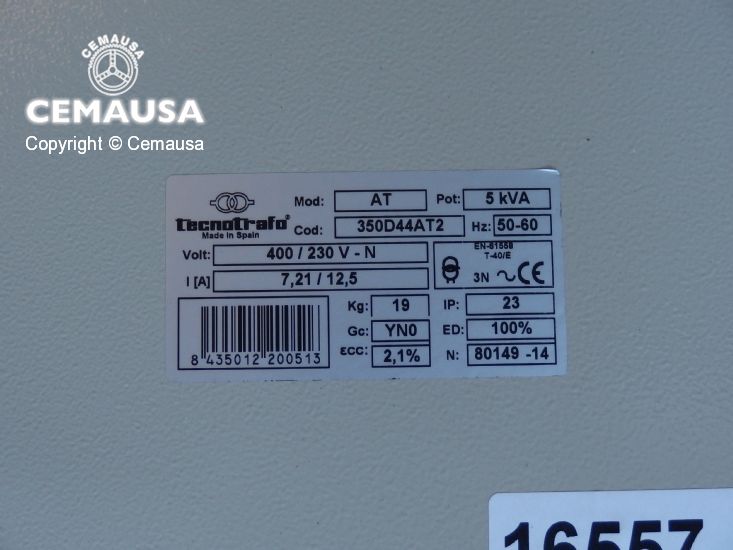 CEMAUSA
CEMAUSA
Copyright © Cemausa
tecnotrafo®
Made in Spain
Mod: AT Pot: 5 kVA
Cod: 350D44AT2 Hz: 50-60
Volt: 400 / 230 V - N
I [A] 7,21 / 12,5
EN-61558
T-40/E
3N ~ CE
Kg: 19 IP: 23
Gc: YN0 ED: 100%
εcc: 2,1% N: 80149 -14
8 435012 200513
16557